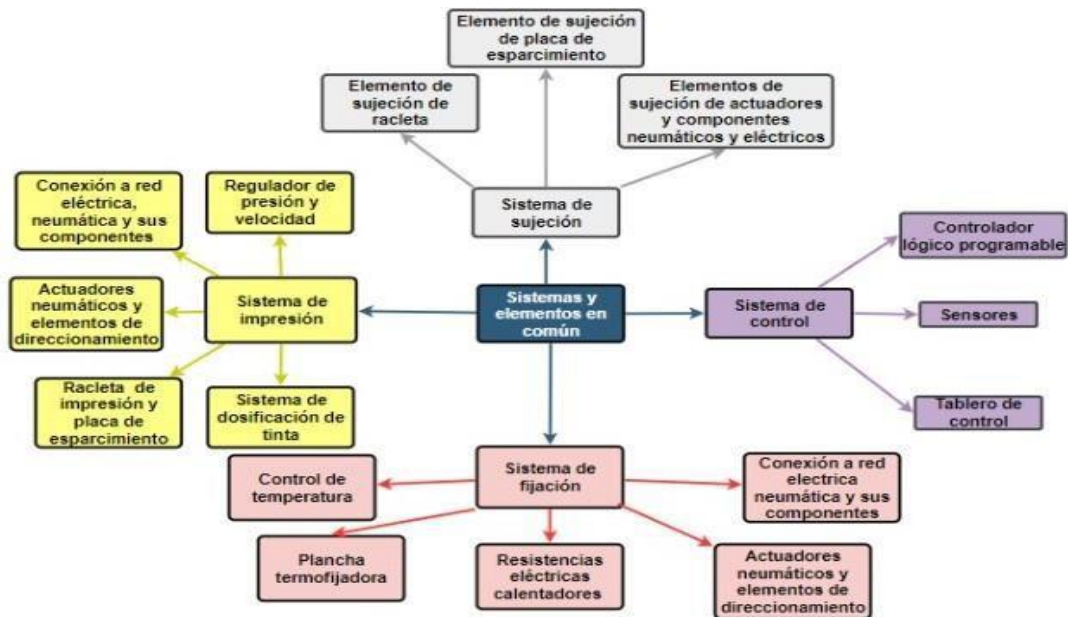 Elemento de sujeción
de placa de
esparcimiento
Elemento de
sujeción de
racleta
Elementos de
sujeción de actuadores
y componentes
neumáticos y eléctricos
Sistema de
sujeción
Conexión a red
eléctrica,
neumática y sus
componentes
Regulador de
presión y
velocidad
Actuadores
neumáticos y
elementos de
direccionamiento
Sistema de
impresión
Racleta de
impresión y
placa de
esparcimiento
Sistema de
dosificación de
tinta
Sistemas y
elementos en
común
Sistema de
control
Controlador
lógico programable
Sensores
Tablero de
control
Sistema de
fijación
Control de
temperatura
Plancha
termofijadora
Resistencias
eléctricas
calentadores
Conexión a red
electrica
neumática y sus
componentes
Actuadores
neumáticos y
elementos de
direccionamiento